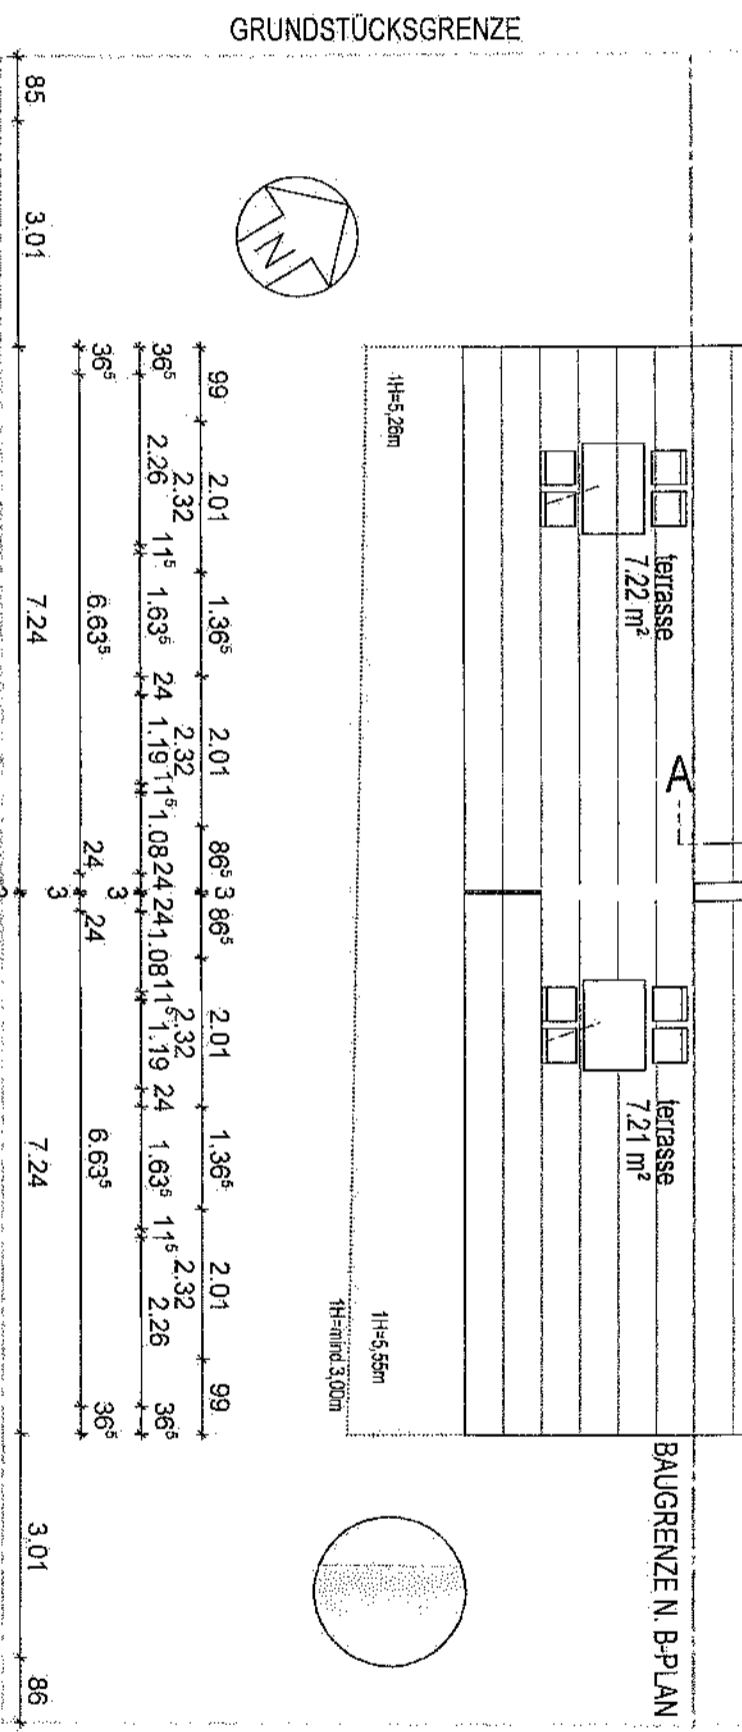 GRUNDSTÜCKSGRENZE
BAUGRENZE N. B-PLAN
terrasse
7.22 m²
terrasse
7.21 m²
A
1H=5,26m
1H=5,55m
1H=mind.3,00m
N
99 2.01 1.36⁵ 2.01 86⁵ 3 86⁵ 2.01 1.36⁵ 2.01 99
2.32 2.32 2.32 2.32
36⁵ 2.26 11⁵ 1.63⁵ 24 1.19 11⁵ 1.08 24 3 24 1.08 11⁵ 1.19 24 1.63⁵ 11⁵ 2.26 36⁵
36⁵ 6.63⁵ 24 3 24 6.63⁵ 36⁵
85 3.01 7.24 7.24 3.01 86